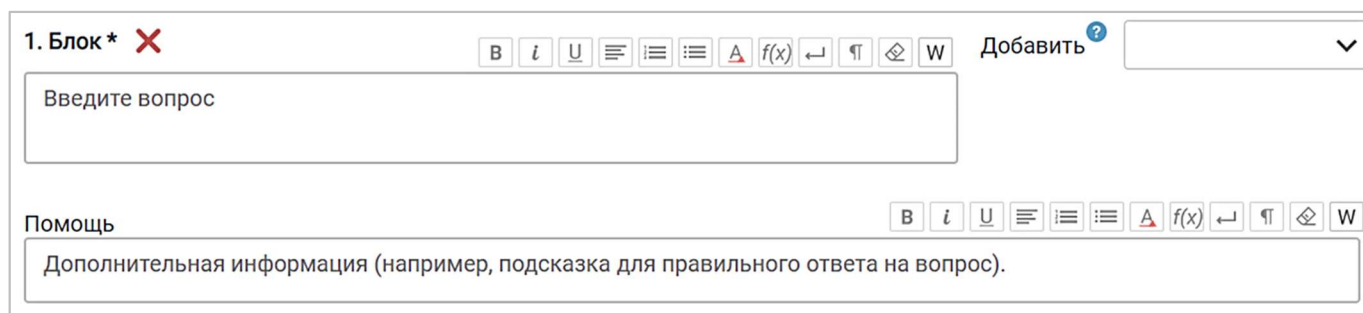 1. Блок *
B i U A f(x) ¶ W
Добавить ?
Введите вопрос
Помощь
B i U A f(x) ¶ W
Дополнительная информация (например, подсказка для правильного ответа на вопрос).